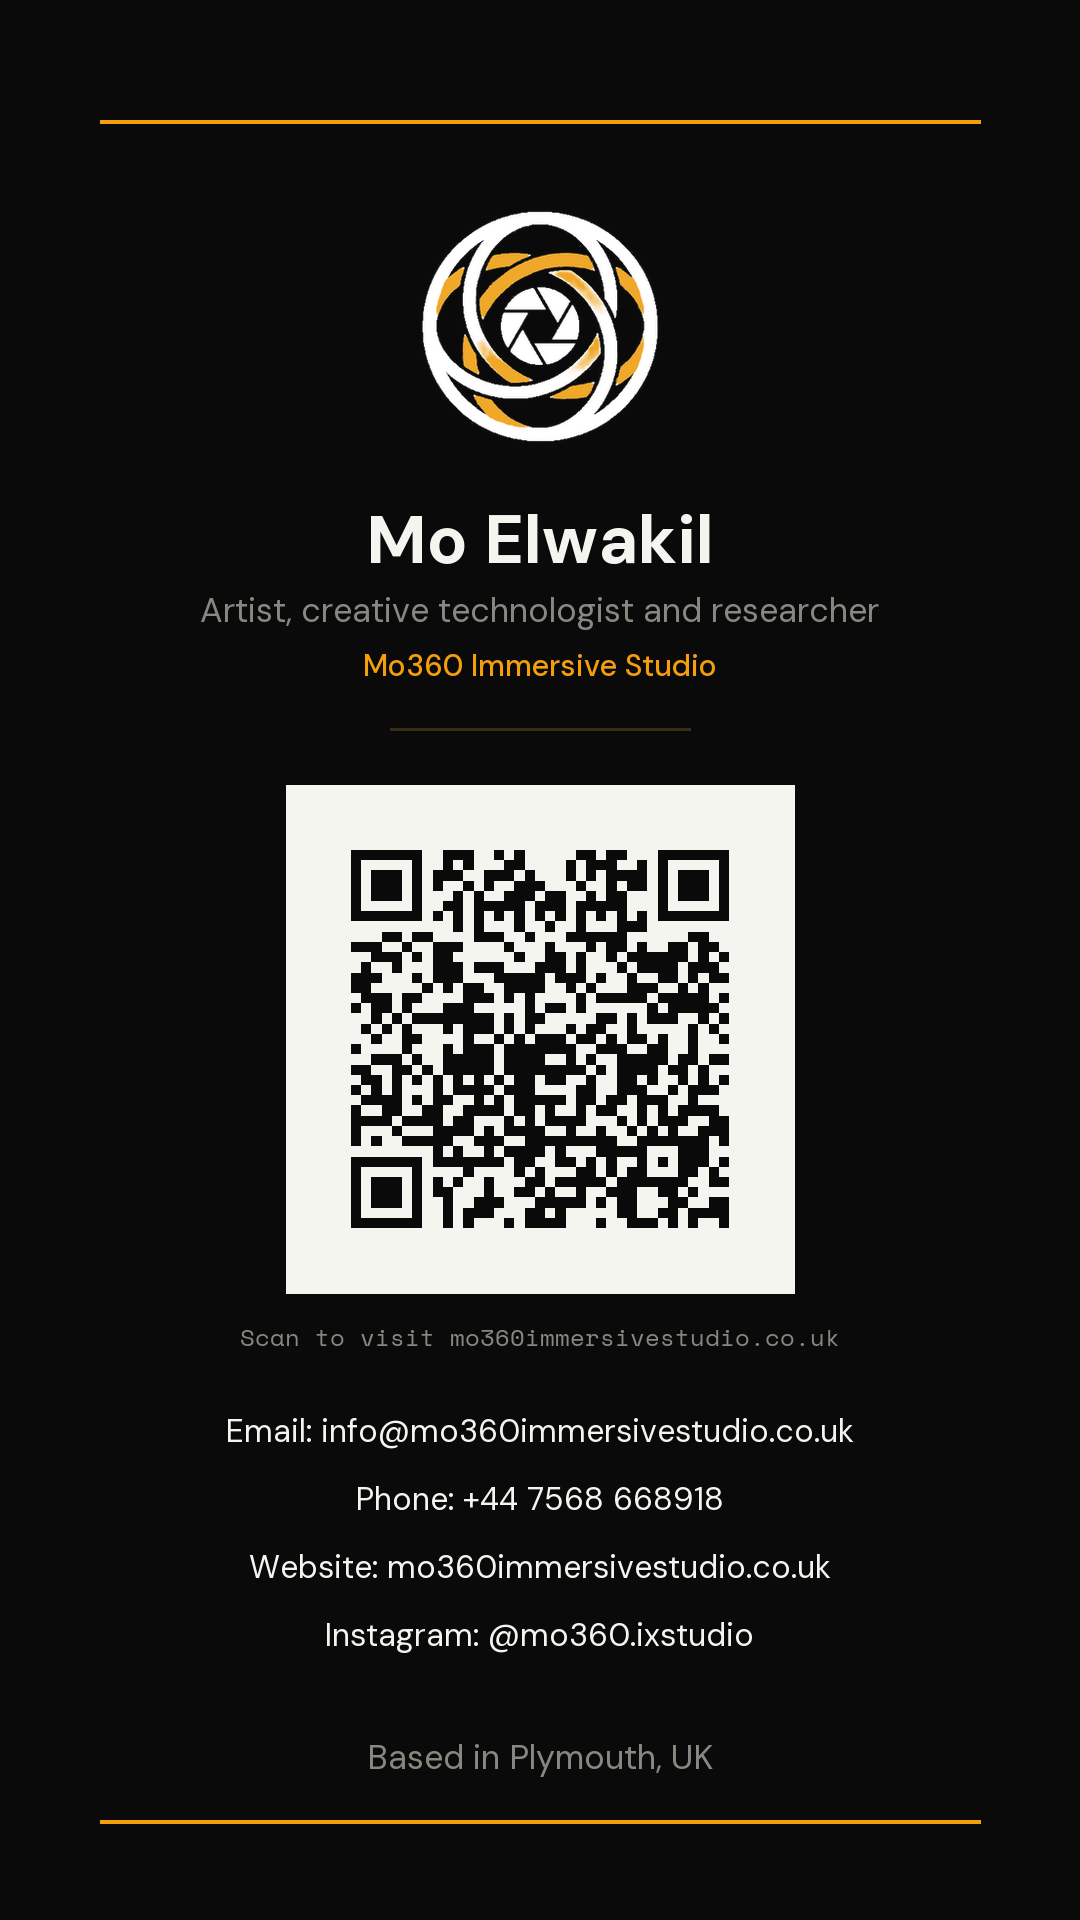 Mo Elwakil
Artist, creative technologist and researcher
Mo360 Immersive Studio
Scan to visit mo360immersivestudio.co.uk
Email: info@mo360immersivestudio.co.uk
Phone: +44 7568 668918
Website: mo360immersivestudio.co.uk
Instagram: @mo360.ixstudio
Based in Plymouth, UK